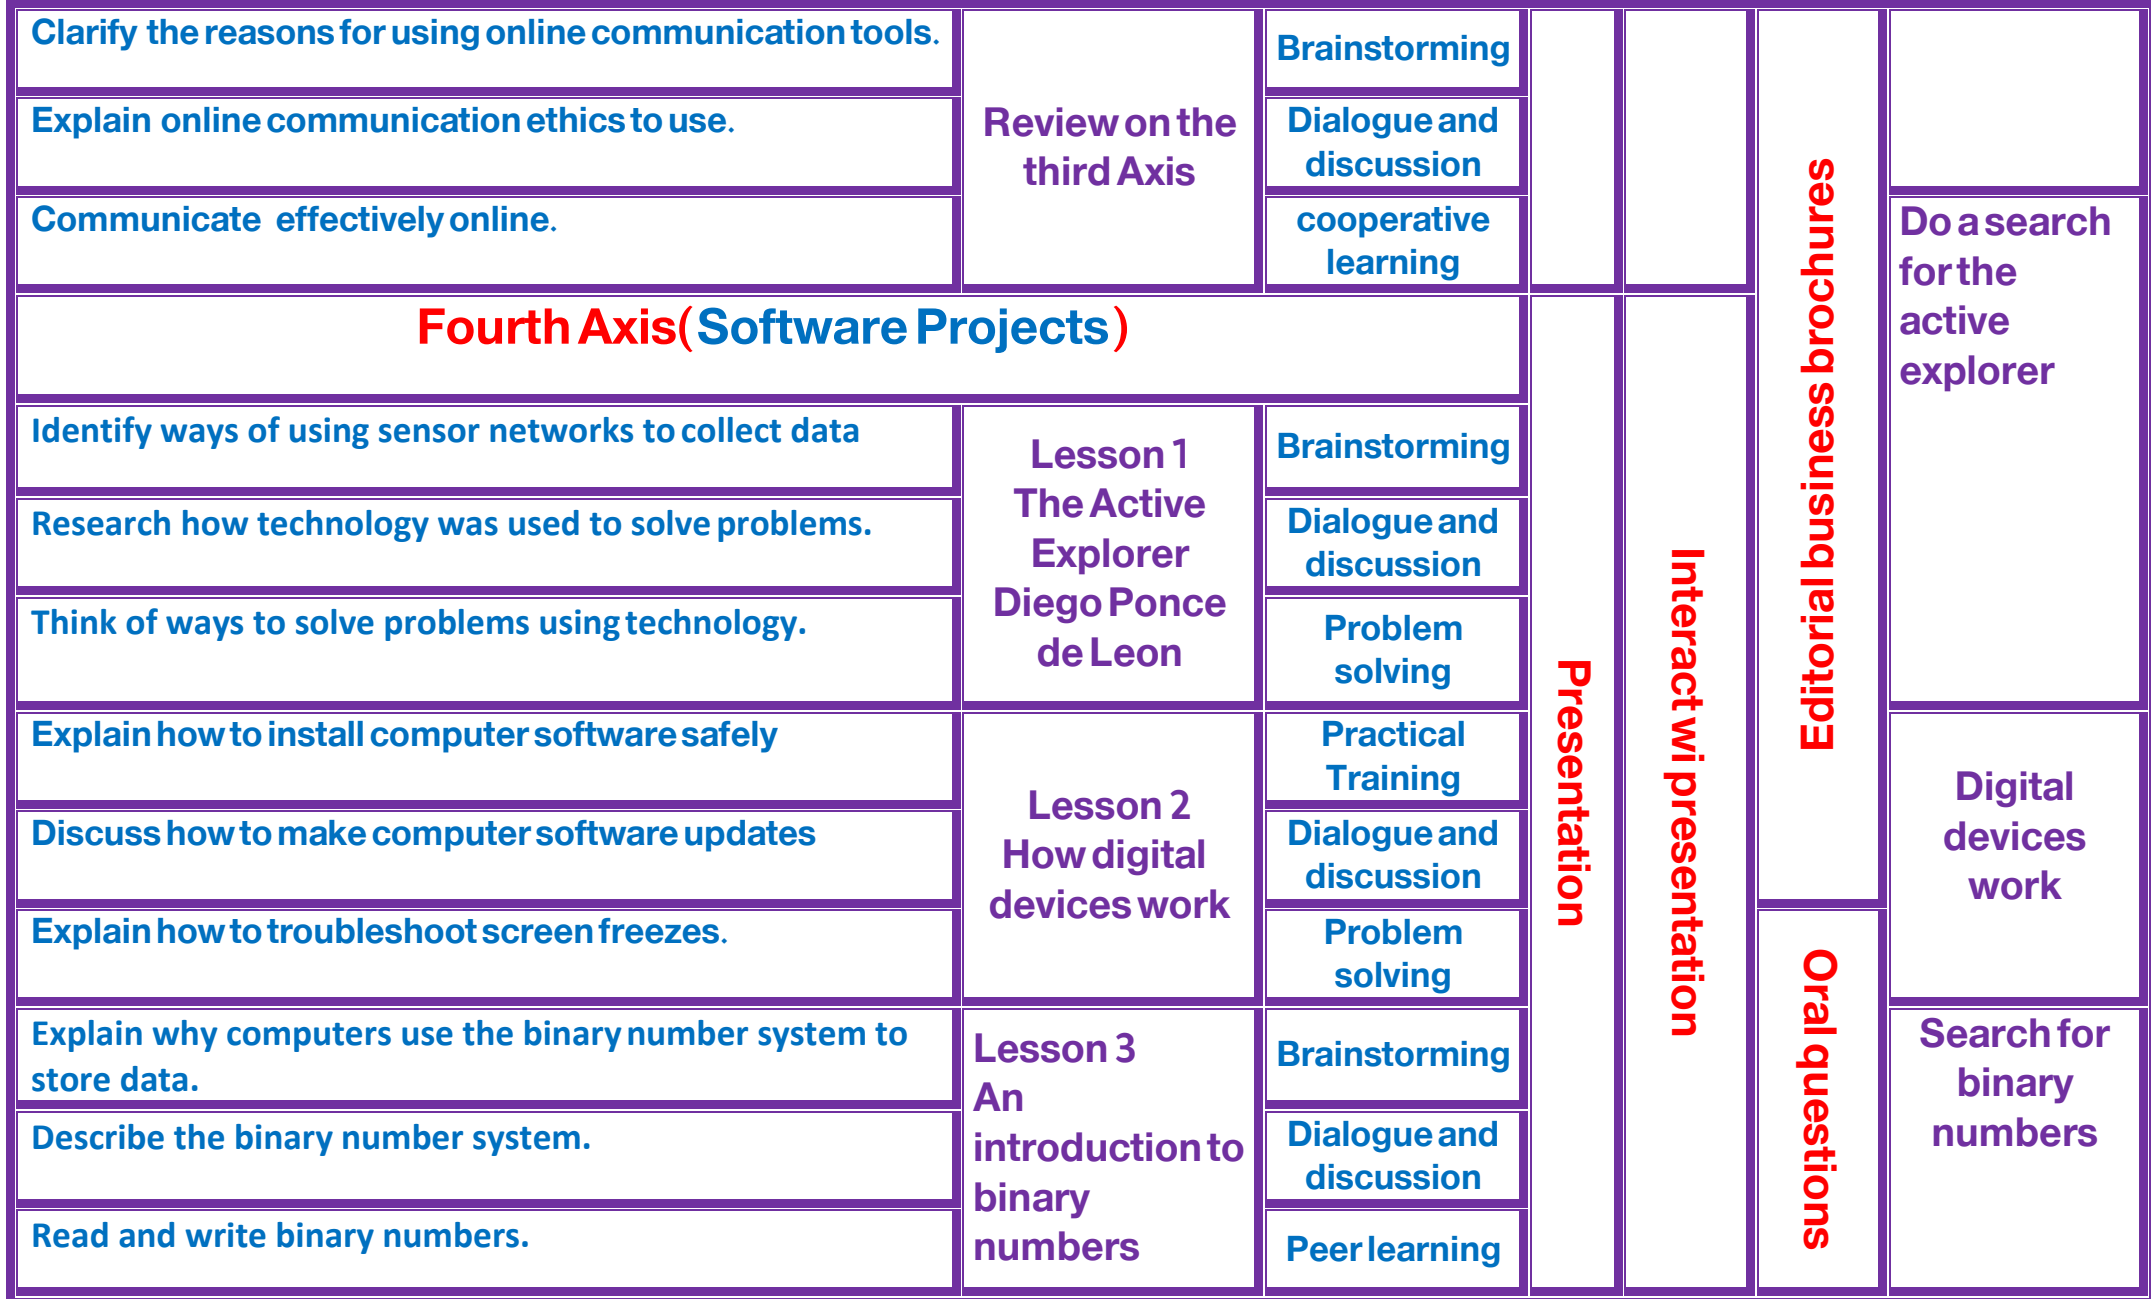 Clarify the reasons for using online communication tools.
Explain online communication ethics to use.
Communicate effectively online.
Review on the
third Axis
Brainstorming
Dialogue and
discussion
cooperative
learning
Do a search
for the
active
explorer
Fourth Axis(Software Projects)
Identify ways of using sensor networks to collect data
Research how technology was used to solve problems.
Think of ways to solve problems using technology.
Lesson 1
The Active
Explorer
Diego Ponce
de Leon
Brainstorming
Dialogue and
discussion
Problem
solving
Presentation
Interact wi presentation
Editorial business brochures
Explain how to install computer software safely
Discuss how to make computer software updates
Explain how to troubleshoot screen freezes.
Lesson 2
How digital
devices work
Practical
Training
Dialogue and
discussion
Problem
solving
Digital
devices
work
Explain why computers use the binary number system to
store data.
Describe the binary number system.
Read and write binary numbers.
Lesson 3
An
introduction to
binary
numbers
Brainstorming
Dialogue and
discussion
Peer learning
Oral questions
Search for
binary
numbers